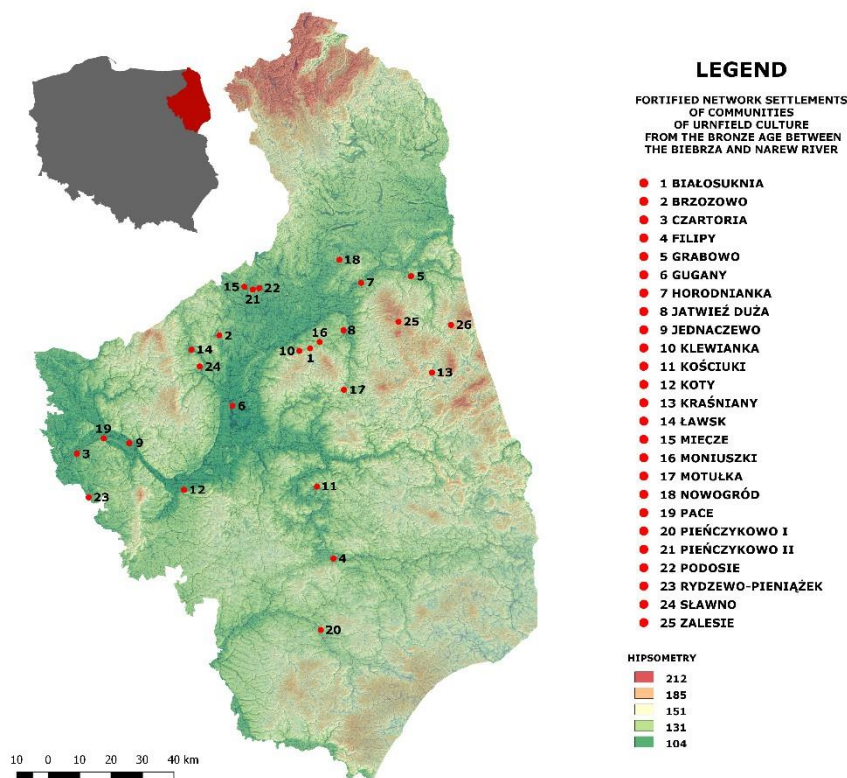 LEGEND
FORTIFIED NETWORK SETTLEMENTS
OF COMMUNITIES
OF URNFIELD CULTURE
FROM THE BRONZE AGE BETWEEN
THE BIEBRZA AND NAREW RIVER
1 BIAŁOSUKNIA
2 BRZOZOWO
3 CZARTORIA
4 FILIPY
5 GRABOWO
6 GUGANY
7 HORODNIANKA
8 JATWIEŹ DUŻA
9 JEDNACZEWO
10 KLEWIANKA
11 KOŚCIUKI
12 KOTY
13 KRAŚNIANY
14 ŁAWSK
15 MIECZE
16 MONIUSZKI
17 MOTUŁKA
18 NOWOGRÓD
19 PACE
20 PIEŃCZYKOWO I
21 PIEŃCZYKOWO II
22 PODOSIE
23 RYDZEWO-PIENIĄŻEK
24 SŁAWNO
25 ZALESIE
HIPSOMETRY
212
185
151
131
104
18
7
5
15
21
22
25
26
2
8
16
14
10
1
24
13
17
6
19
9
3
12
11
23
4
20
10 0 10 20 30 40 km